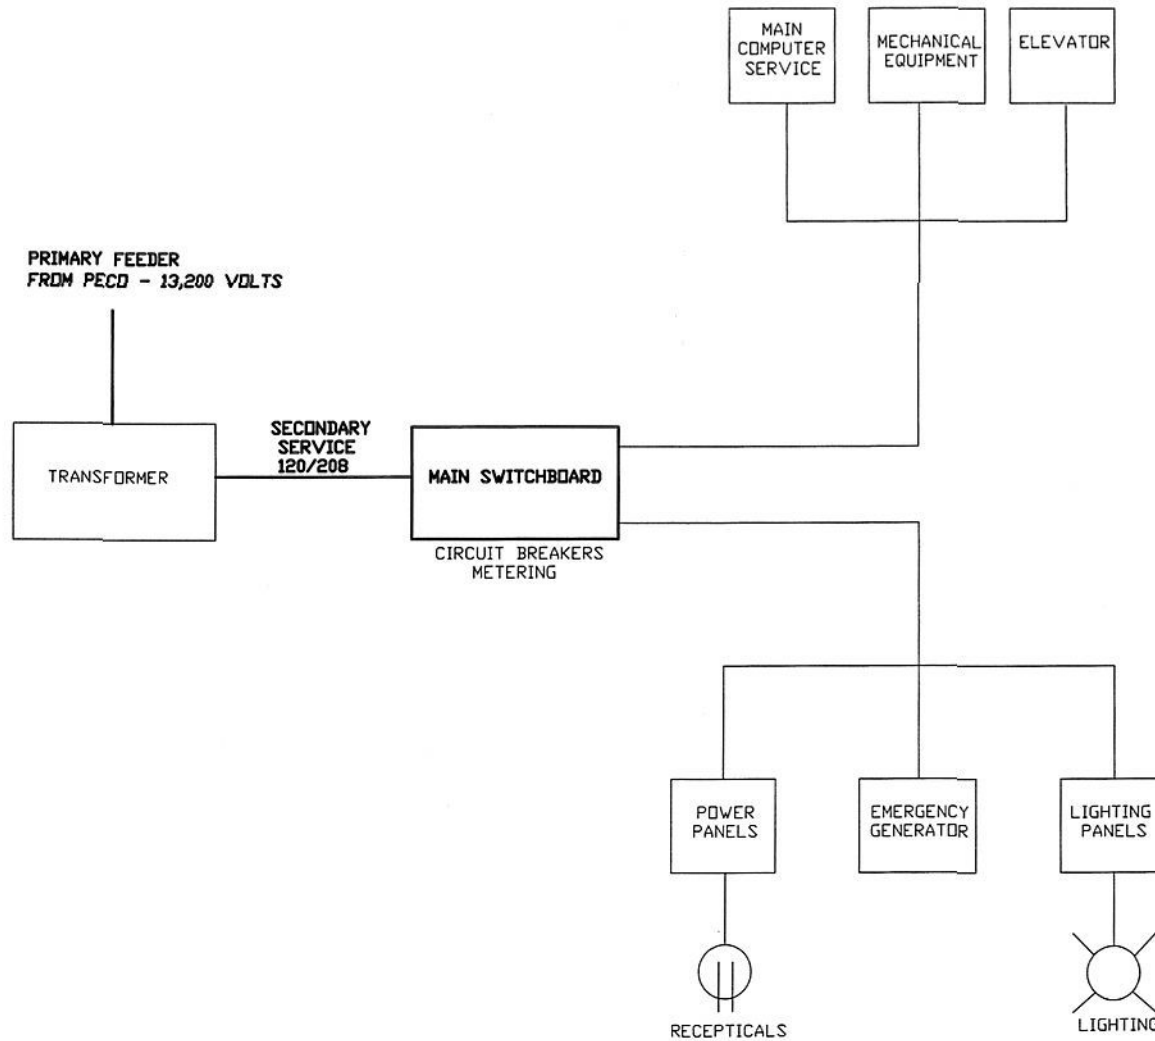 MAIN
COMPUTER
SERVICE
MECHANICAL
EQUIPMENT
ELEVATOR
PRIMARY FEEDER
FROM PECO - 13,200 VOLTS
TRANSFORMER
SECONDARY
SERVICE
120/208
MAIN SWITCHBOARD
CIRCUIT BREAKERS
METERING
POWER
PANELS
EMERGENCY
GENERATOR
LIGHTING
PANELS
RECEPTICALS
LIGHTING